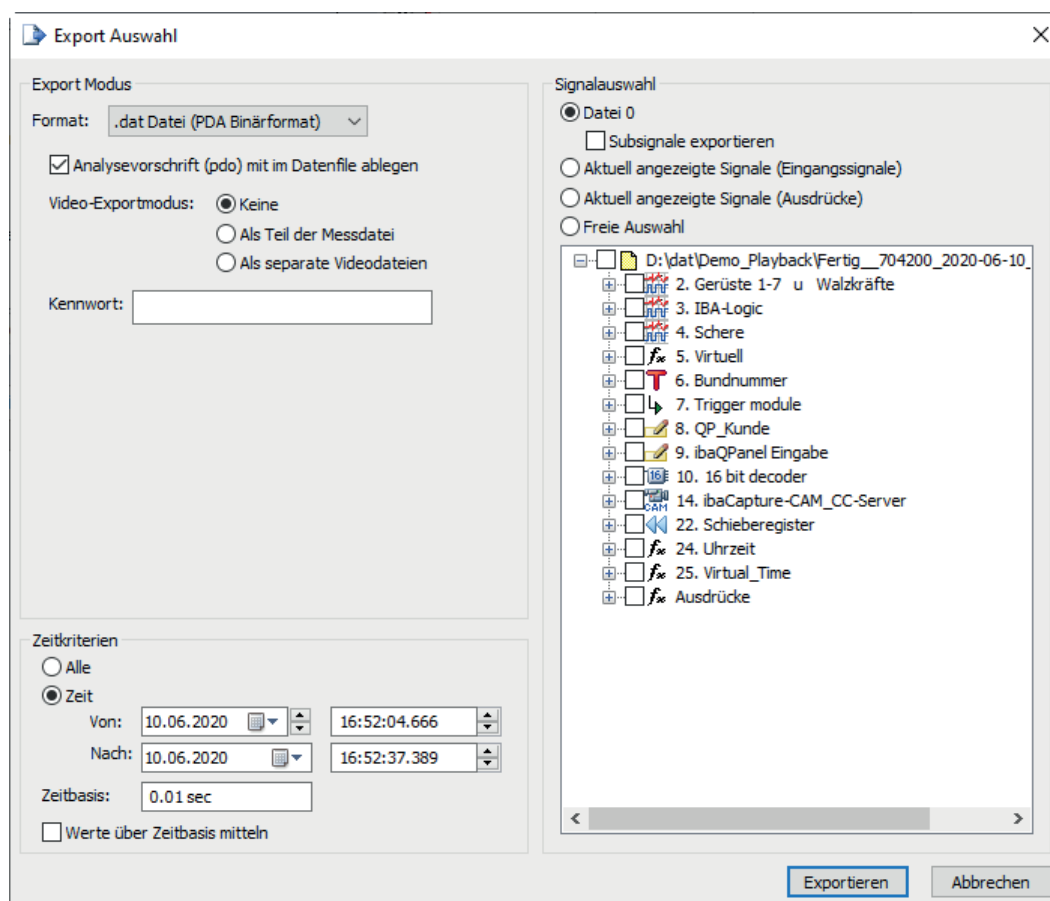 Export Auswahl
Export Modus
Format: .dat Datei (PDA Binärformat)
Analysevorschrift (pdo) mit im Datenfile ablegen
Video-Exportmodus: Keine
Als Teil der Messdatei
Als separate Videodateien
Kennwort:
Zeitkriterien
Alle
Zeit
Von: 10.06.2020 16:52:04.666
Nach: 10.06.2020 16:52:37.389
Zeitbasis: 0.01 sec
Werte über Zeitbasis mitteln
Signalauswahl
Datei 0
Subsignale exportieren
Aktuell angezeigte Signale (Eingangssignale)
Aktuell angezeigte Signale (Ausdrücke)
Freie Auswahl
D:\dat\Demo_Playback\Fertig__704200_2020-06-10_
2. Gerüste 1-7 u Walzkräfte
3. IBA-Logic
4. Schere
fx 5. Virtuell
6. Bundnummer
7. Trigger module
8. QP_Kunde
9. ibaQPanel Eingabe
16 10. 16 bit decoder
CAM 14. ibaCapture-CAM_CC-Server
22. Schieberegister
fx 24. Uhrzeit
fx 25. Virtual_Time
fx Ausdrücke
Exportieren
Abbrechen